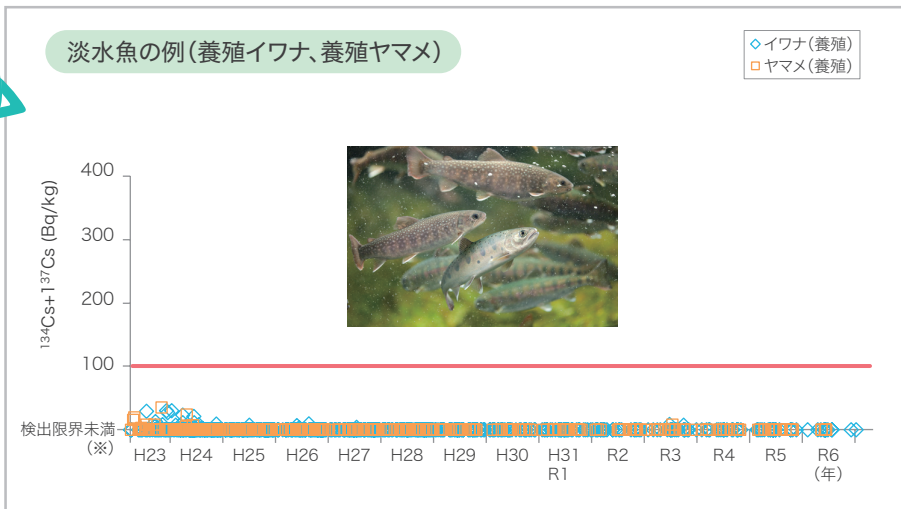 淡水魚の例(養殖イワナ、養殖ヤマメ)
イワナ(養殖)
ヤマメ(養殖)
134Cs+137Cs (Bq/kg)
400
300
200
100
検出限界未満
(※)
H23 H24 H25 H26 H27 H28 H29 H30 H31 R2 R3 R4 R5 R6
R1 (年)